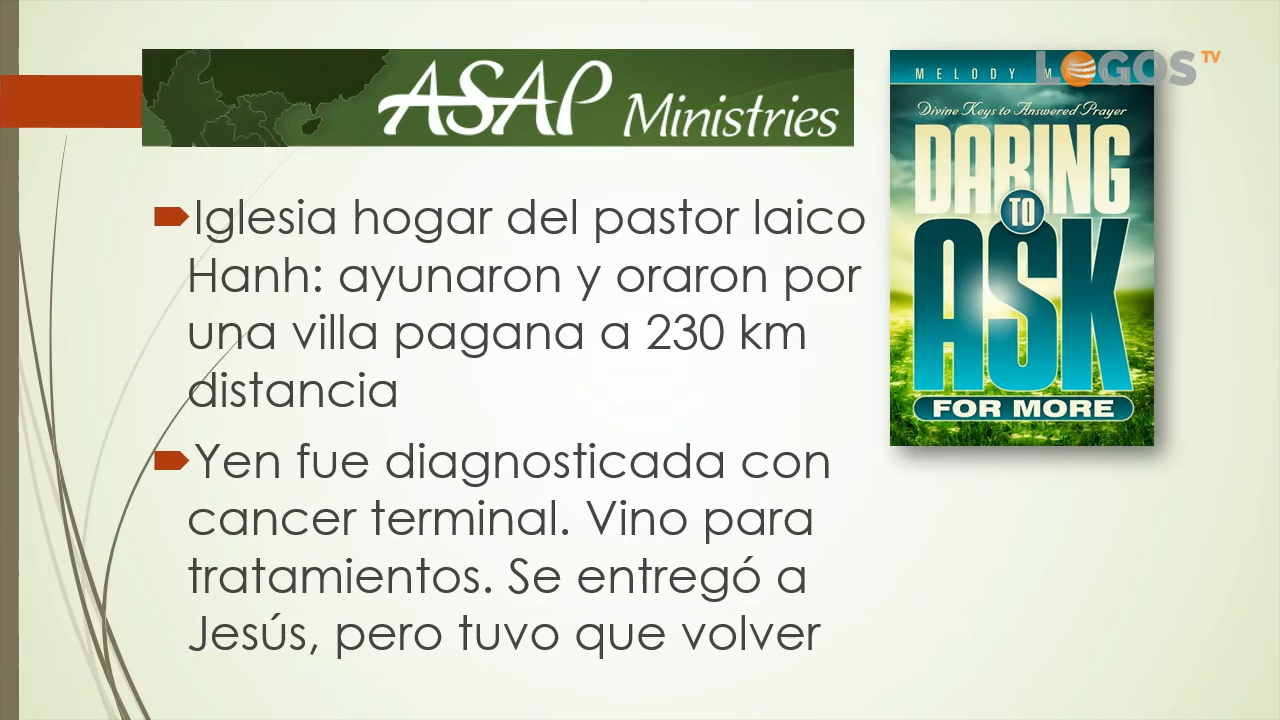 ASAP Ministries
Iglesia hogar del pastor laico
Hanh: ayunaron y oraron por
una villa pagana a 230 km
distancia
Yen fue diagnosticada con
cancer terminal. Vino para
tratamientos. Se entregó a
Jesús, pero tuvo que volver
LOGOS TV
MELODY
Divine Keys to Answered Prayer
DARING
TO
ASK
FOR MORE